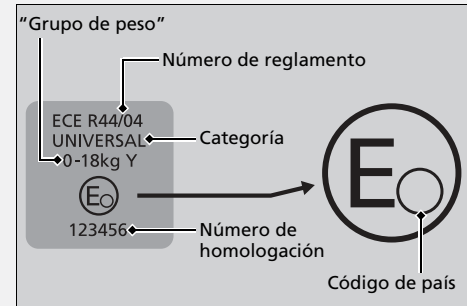 “Grupo de peso”
Número de reglamento
ECE R44/04
UNIVERSAL
Categoría
0-18kg Y
E
E
123456
Número de
homologación
Código de país